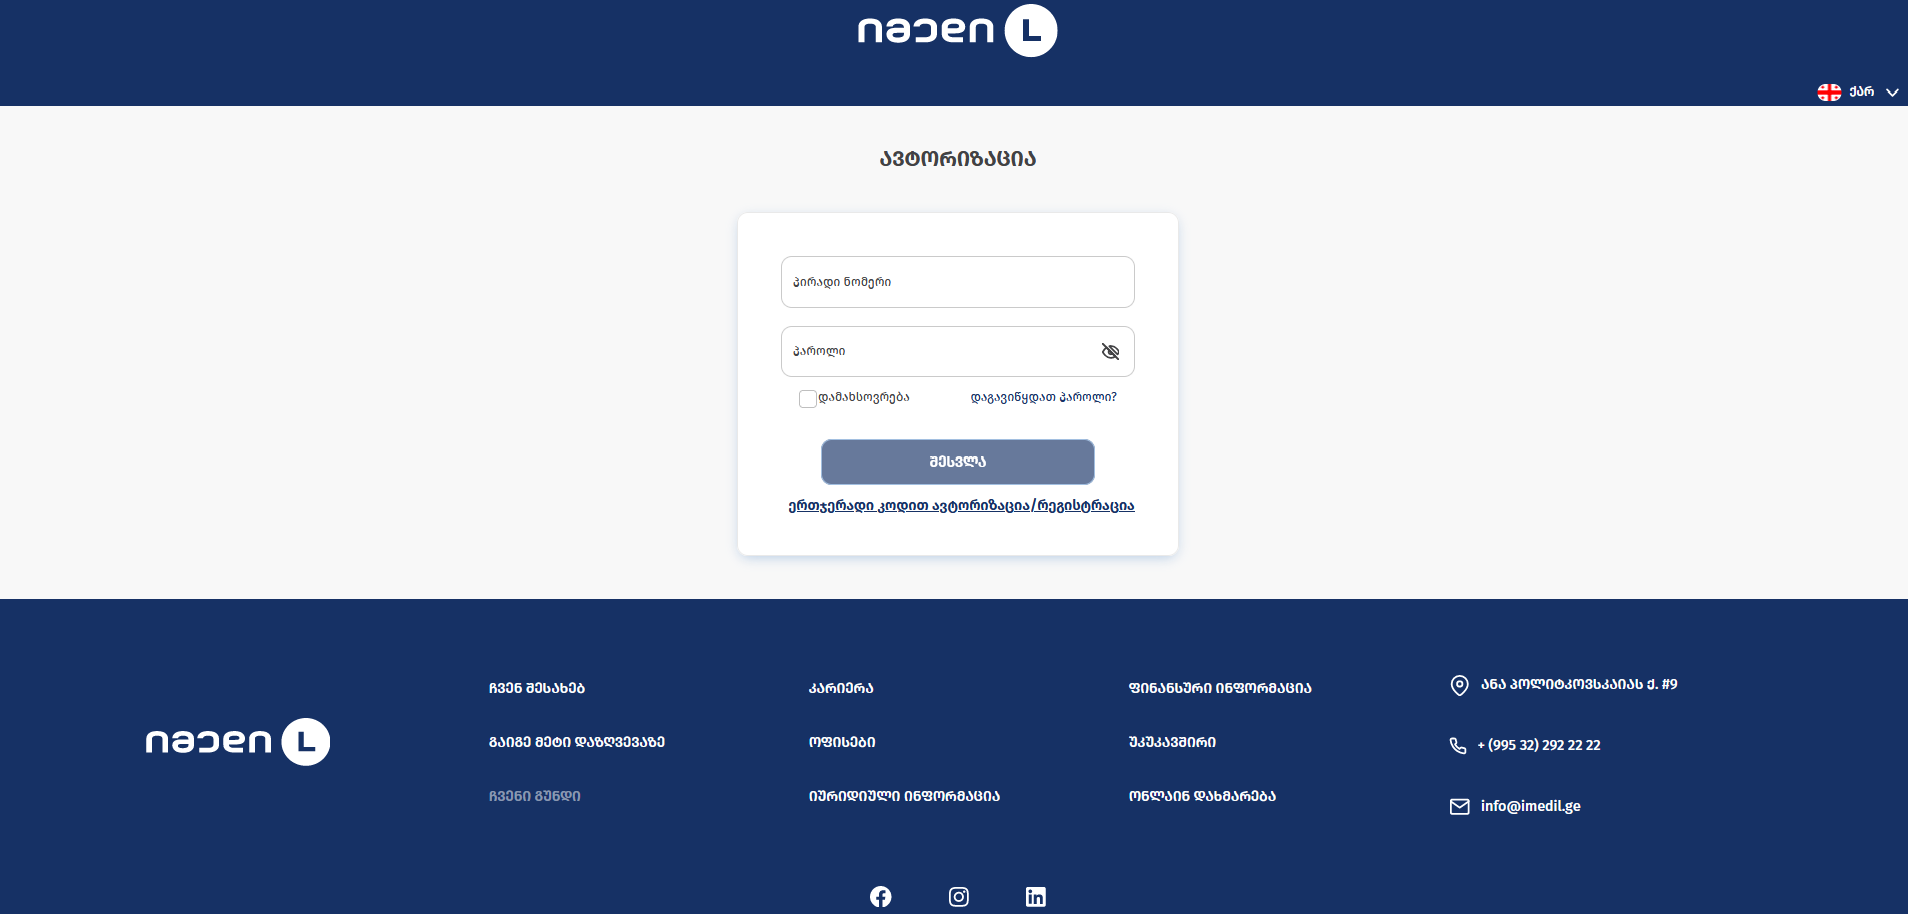 იმედი L
ქარ
ავტორიზაცია
პირადი ნომერი
პაროლი
დამახსოვრება
დაგავიწყდათ პაროლი?
შესვლა
ერთჯერადი კოდით ავტორიზაცია/რეგისტრაცია
იმედი L
ჩვენ შესახებ
გაიგე მეტი დაზღვევაზე
ჩვენი გუნდი
კარიერა
ოფისები
იურიდიული ინფორმაცია
ფინანსური ინფორმაცია
უკუკავშირი
ონლაინ დახმარება
ანა პოლიტკოვსკაიას ქ. #9
+ (995 32) 292 22 22
info@imedil.ge